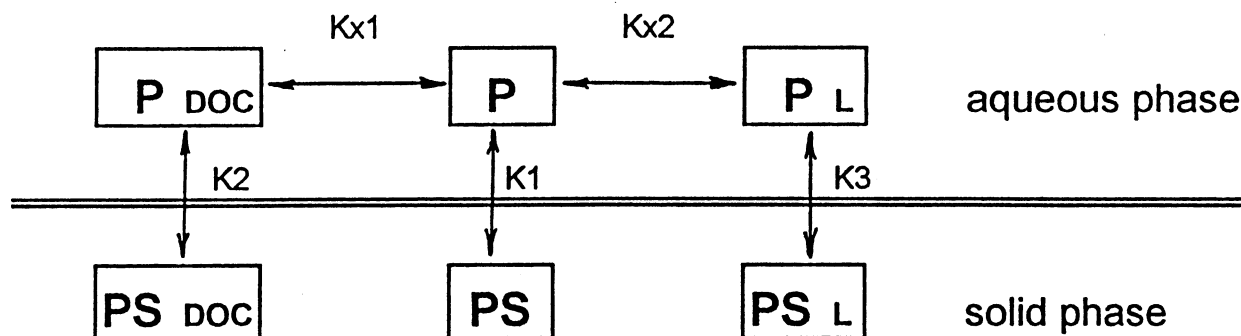 Kx1 Kx2
P DOC P P L aqueous phase
K2 K1 K3
PS DOC PS PS L solid phase